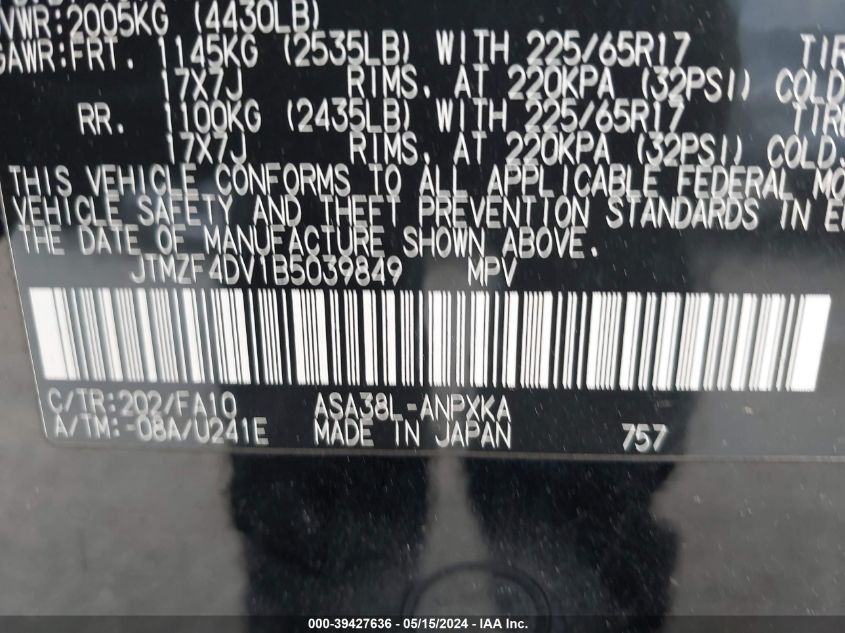 GVWR:2005KG (4430LB)
GAWR:FRT. 1145KG (2535LB) WITH 225/65R17 TIR
17X7J RIMS. AT 220KPA (32PSI) COLD
RR. 1100KG (2435LB) WITH 225/65R17 TIRE
17X7J RIMS. AT 220KPA (32PSI) COLD.
THIS VEHICLE CONFORMS TO ALL APPLICABLE FEDERAL MO
VEHICLE SAFETY AND THEFT PREVENTION STANDARDS IN E
THE DATE OF MANUFACTURE SHOWN ABOVE.
JTMZF4DV1B5039849 MPV
C/TR:202/FA10 ASA38L-ANPXKA
A/TM:-08A/U241E MADE IN JAPAN 757
000-39427636 - 05/15/2024 - IAA, Inc.